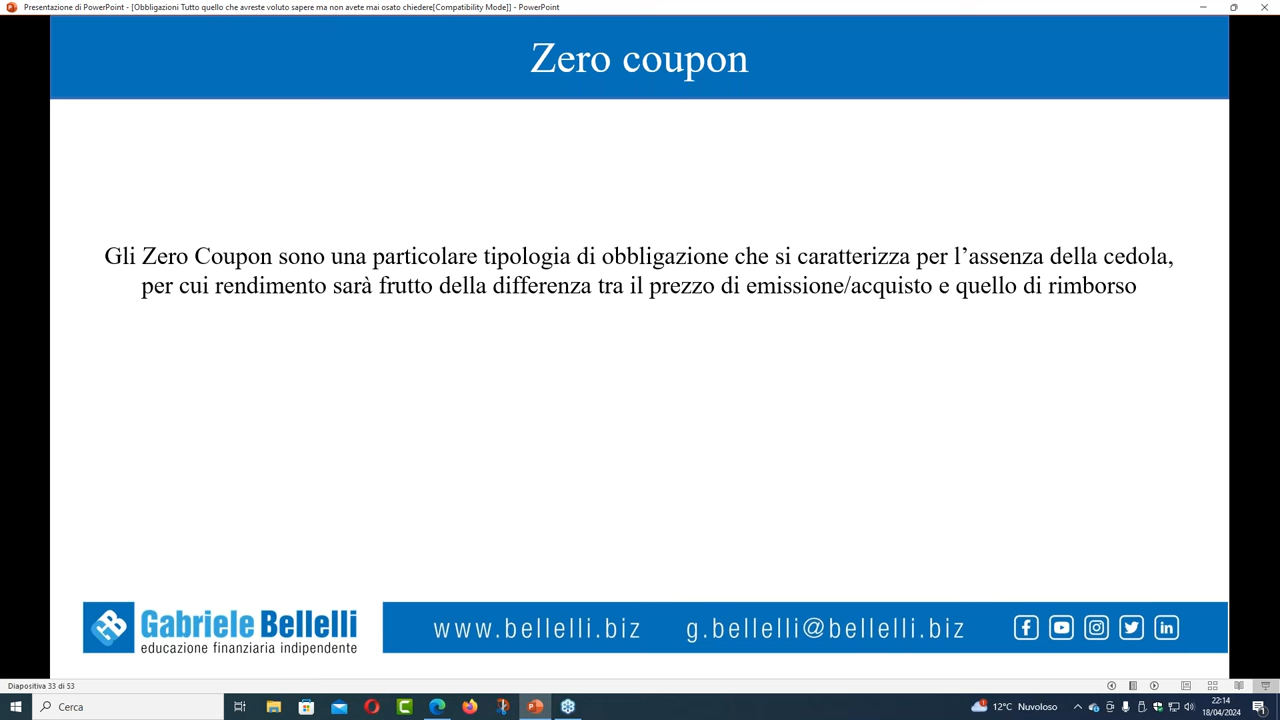 Presentazione di PowerPoint - [Obbligazioni Tutto quello che avreste voluto sapere ma non avete mai osato chiedere[Compatibility Mode]] - PowerPoint
Zero coupon
Gli Zero Coupon sono una particolare tipologia di obbligazione che si caratterizza per l’assenza della cedola,
per cui rendimento sarà frutto della differenza tra il prezzo di emissione/acquisto e quello di rimborso
Gabriele Bellelli
educazione finanziaria indipendente
www.bellelli.biz g.bellelli@bellelli.biz
Diapositiva 33 di 53
Cerca
12°C Nuvoloso
22:14
18/04/2024